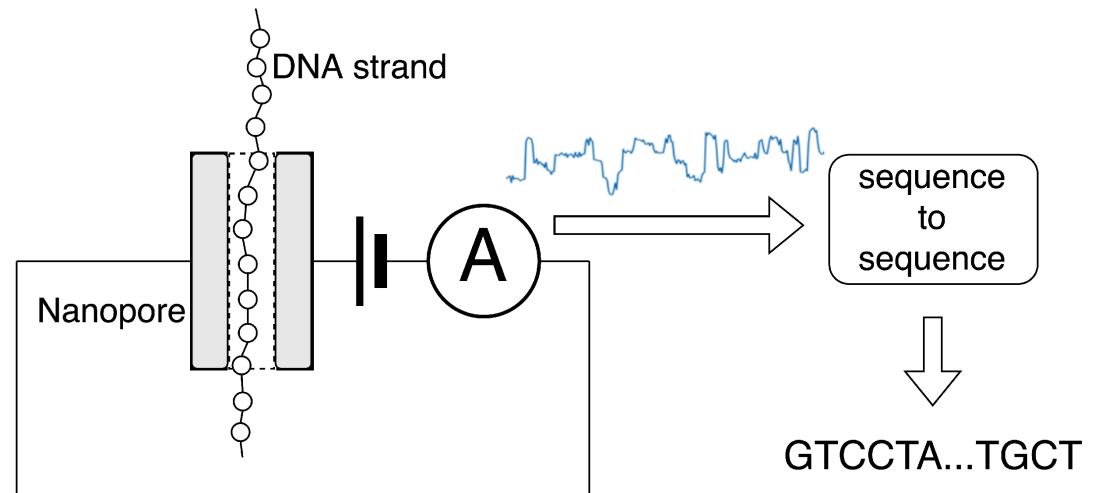 DNA strand
Nanopore
A
sequence
to
sequence
GTCCTA...TGCT